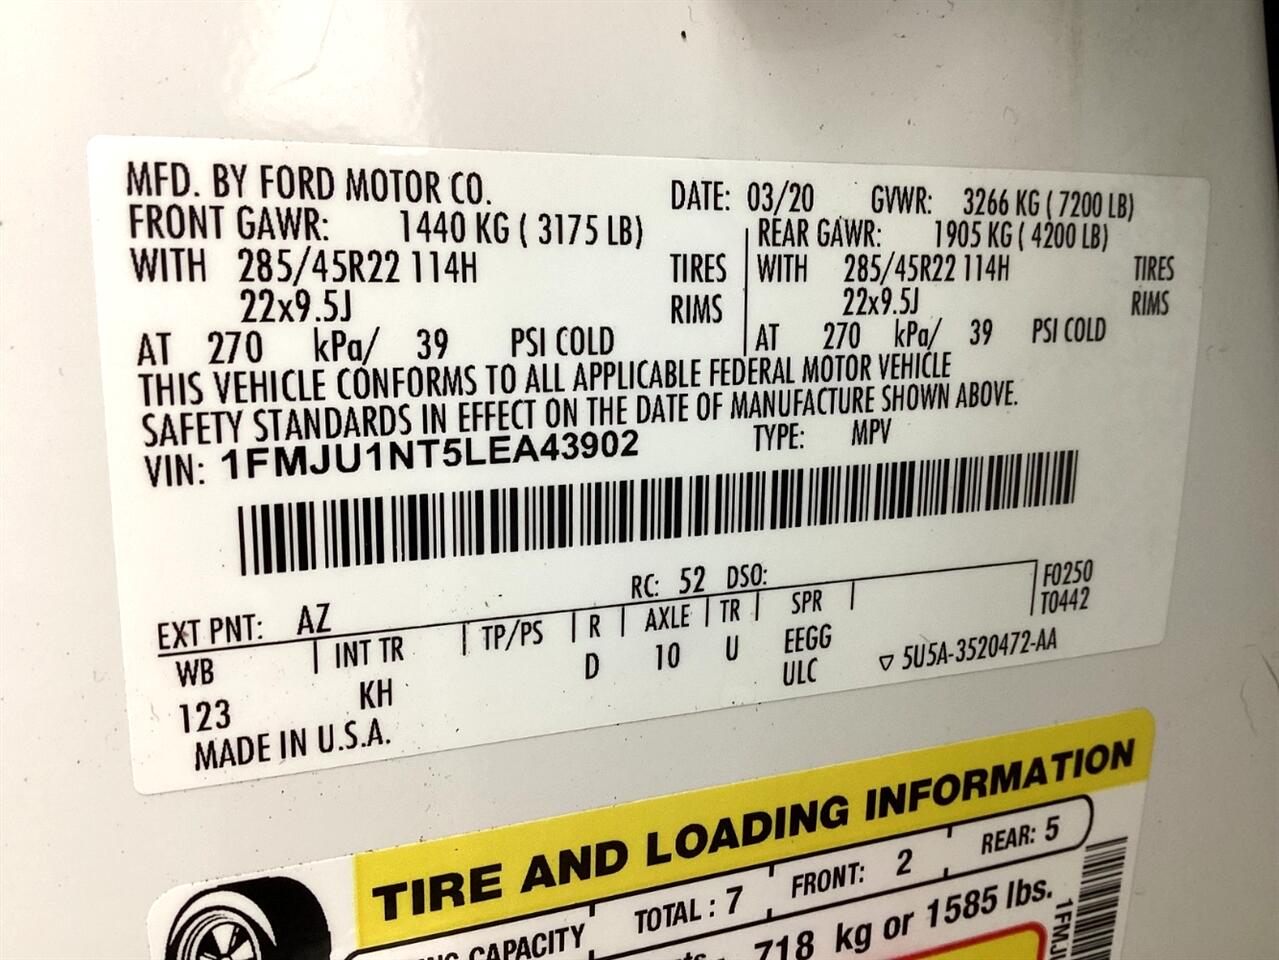 MFD. BY FORD MOTOR CO.
DATE: 03/20 GVWR: 3266 KG ( 7200 LB)
FRONT GAWR: 1440 KG ( 3175 LB)
REAR GAWR: 1905 KG ( 4200 LB)
WITH 285/45R22 114H TIRES
WITH 285/45R22 114H TIRES
22x9.5J RIMS
22x9.5J RIMS
AT 270 kPa/ 39 PSI COLD
AT 270 kPa/ 39 PSI COLD
THIS VEHICLE CONFORMS TO ALL APPLICABLE FEDERAL MOTOR VEHICLE
SAFETY STANDARDS IN EFFECT ON THE DATE OF MANUFACTURE SHOWN ABOVE.
VIN: 1FMJU1NT5LEA43902 TYPE: MPV
EXT PNT: AZ RC: 52 DSO: F0250
WB INT TR TP/PS R AXLE TR SPR T0442
123 KH D 10 U EEGG
ULC ▽ 5U5A-3520472-AA
MADE IN U.S.A.
TIRE AND LOADING INFORMATION
CAPACITY TOTAL : 7 FRONT: 2 REAR: 5
718 kg or 1585 lbs.
1FMJ